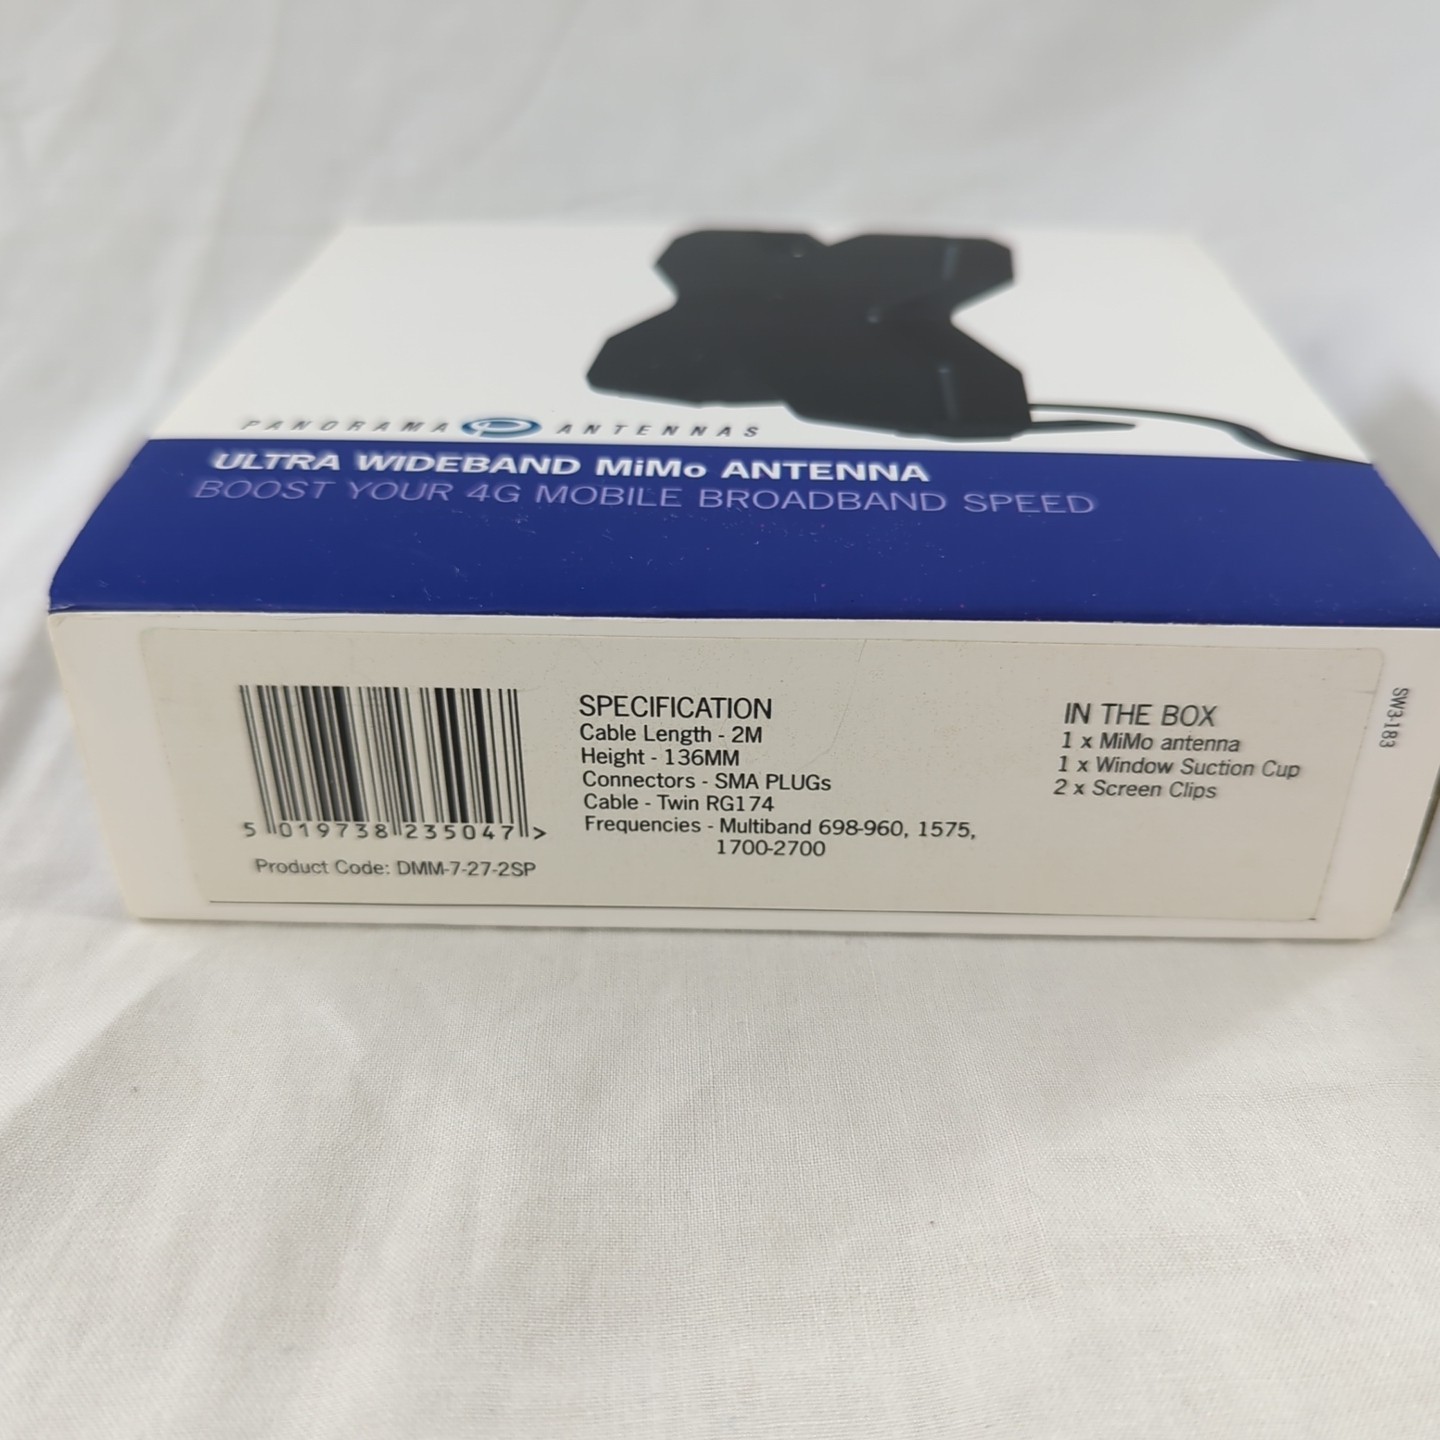 PANORAMA ANTENNAS
ULTRA WIDEBAND MiMo ANTENNA
BOOST YOUR 4G MOBILE BROADBAND SPEED
5 019738 235047 >
Product Code: DMM-7-27-2SP
SPECIFICATION
Cable Length - 2M
Height - 136MM
Connectors - SMA PLUGs
Cable - Twin RG174
Frequencies - Multiband 698-960, 1575,
1700-2700
IN THE BOX
1 x MiMo antenna
1 x Window Suction Cup
2 x Screen Clips
SW3-183